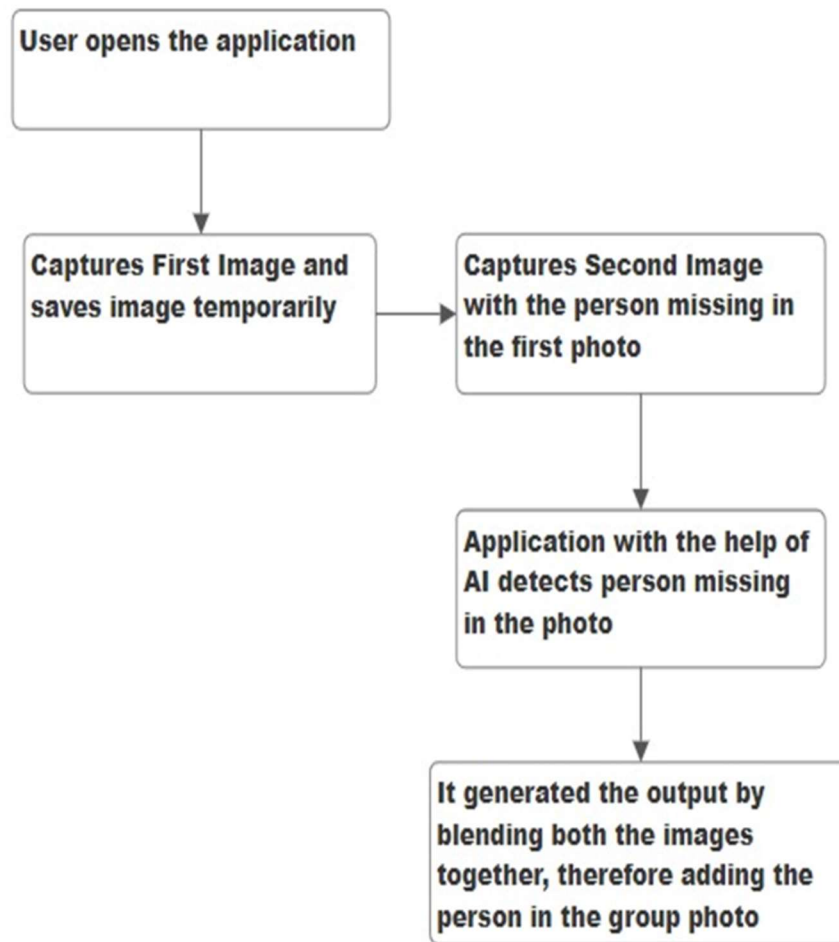 User opens the application
Captures First Image and
saves image temporarily
Captures Second Image
with the person missing in
the first photo
Application with the help of
AI detects person missing
in the photo
It generated the output by
blending both the images
together, therefore adding the
person in the group photo